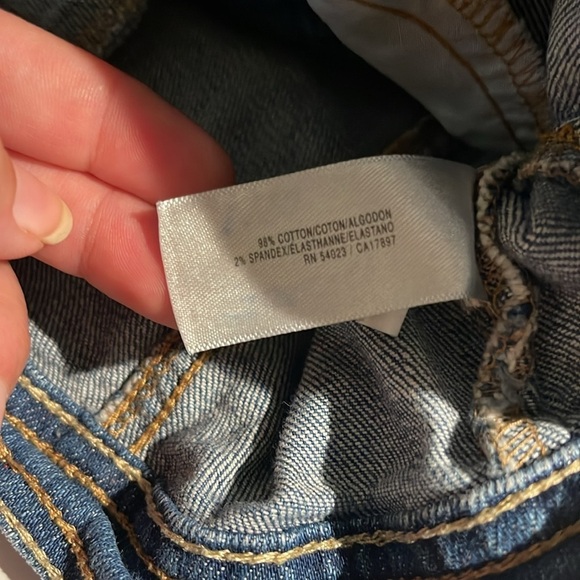 98% COTTON/COTON/ALGODON
2% SPANDEX/ELASTHANNE/ELASTANO
RN 54023 / CA17897